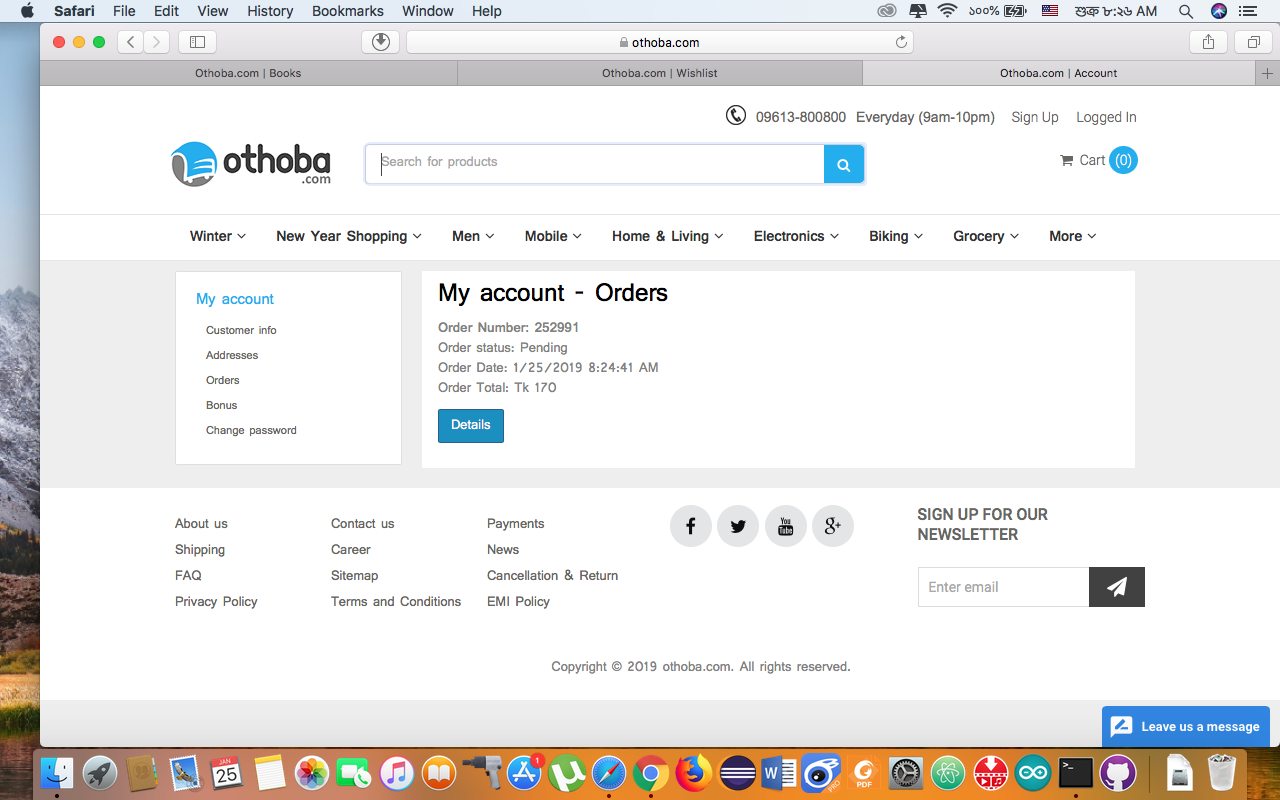 Safari File Edit View History Bookmarks Window Help ১০০% শুক্র ৮:২৬ AM
othoba.com
Othoba.com | Books Othoba.com | Wishlist Othoba.com | Account
09613-800800 Everyday (9am-10pm) Sign Up Logged In
othoba
.com
Search for products
Cart (0)
Winter New Year Shopping Men Mobile Home & Living Electronics Biking Grocery More
My account
Customer info
Addresses
Orders
Bonus
Change password
My account - Orders
Order Number: 252991
Order status: Pending
Order Date: 1/25/2019 8:24:41 AM
Order Total: Tk 170
Details
About us
Shipping
FAQ
Privacy Policy
Contact us
Career
Sitemap
Terms and Conditions
Payments
News
Cancellation & Return
EMI Policy
You
Tube
SIGN UP FOR OUR
NEWSLETTER
Enter email
Copyright © 2019 othoba.com. All rights reserved.
Leave us a message
JAN
25
1
PRO
PDF